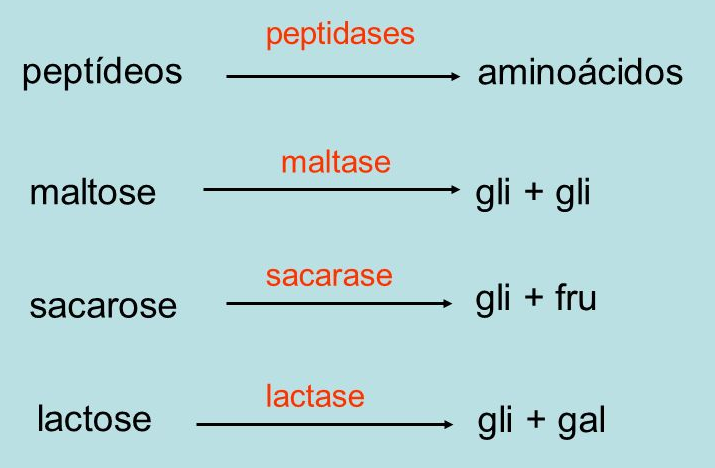 peptidases
peptídeos aminoácidos
maltase
maltose gli + gli
sacarase
sacarose gli + fru
lactase
lactose gli + gal